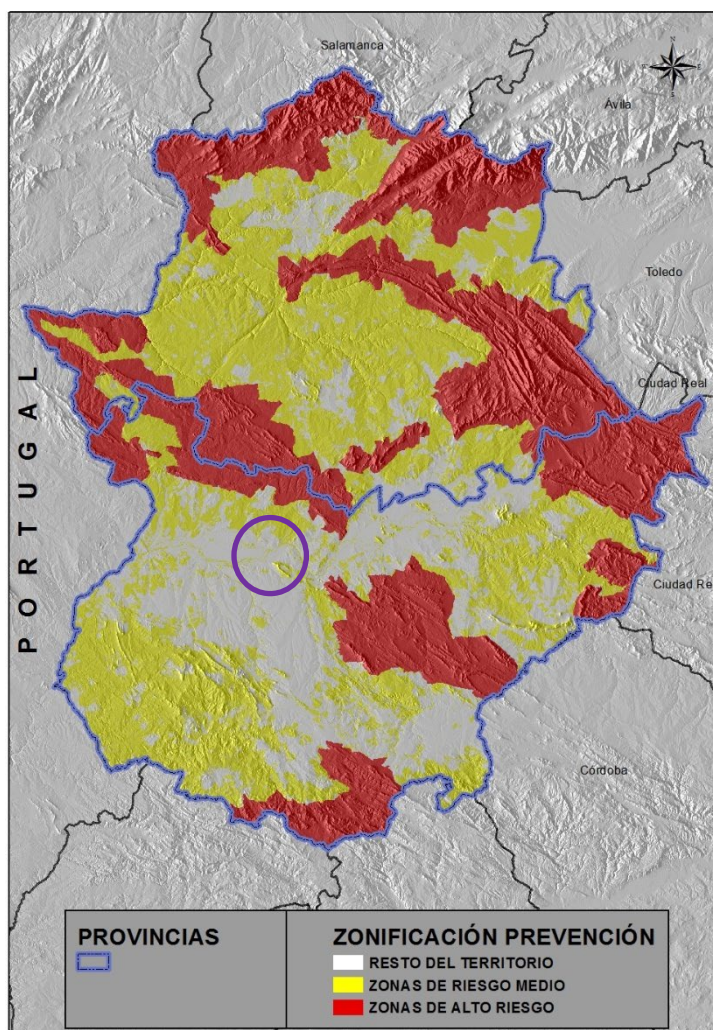 Salamanca
N
W
E
S
Ávila
Toledo
Ciudad Real
PORTUGAL
Ciudad Re
Córdoba
PROVINCIAS
ZONIFICACIÓN PREVENCIÓN
RESTO DEL TERRITORIO
ZONAS DE RIESGO MEDIO
ZONAS DE ALTO RIESGO